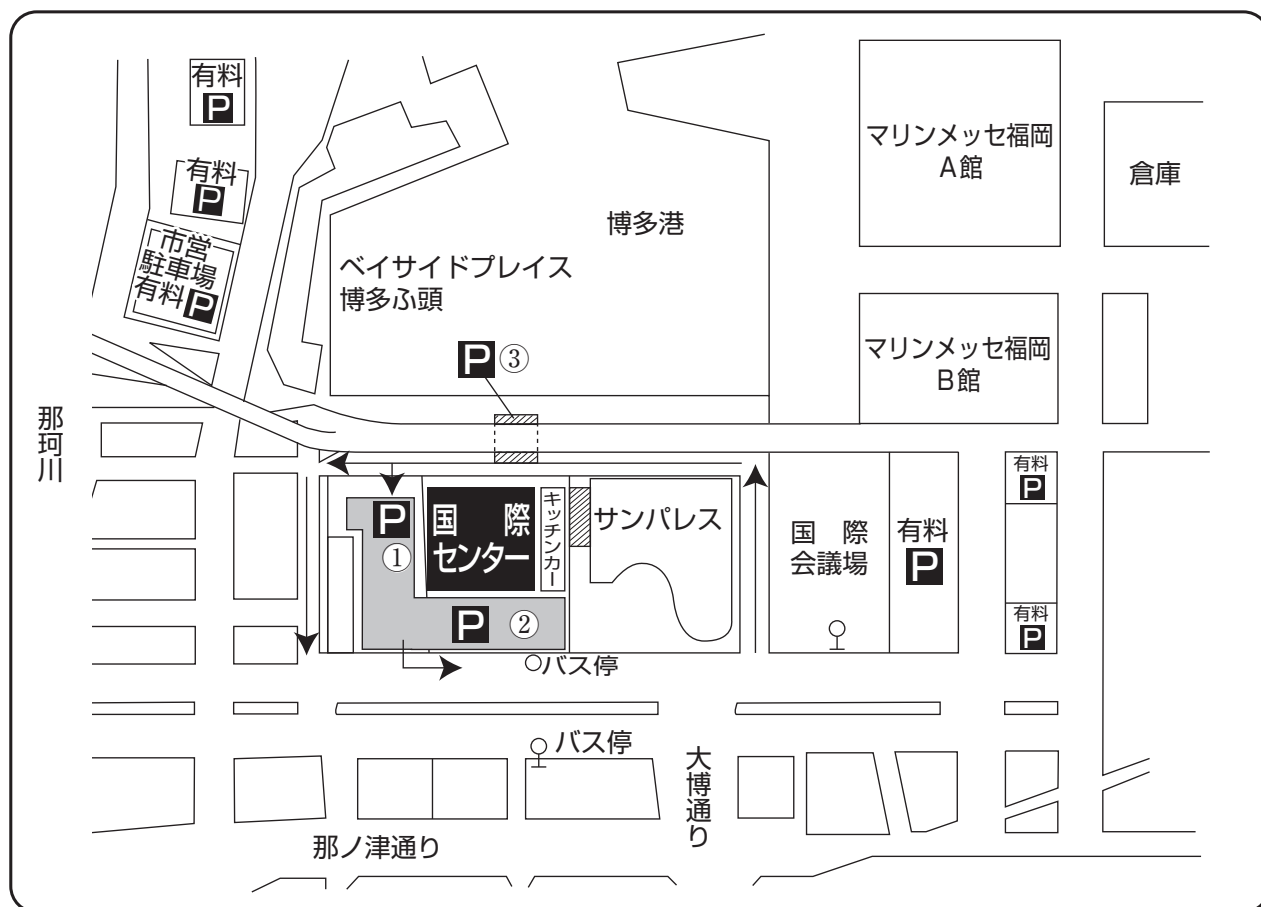 有料
P
有料
P
市営
駐車場
有料 P
マリンメッセ福岡
A館
倉庫
博多港
ベイサイドプレイス
博多ふ頭
マリンメッセ福岡
B館
P ③
那珂川
P
①
国際
センター
キッチンカー
サンパレス
国際
会議場
有料
P
有料
P
有料
P
P ②
バス停
バス停
大博通り
那ノ津通り